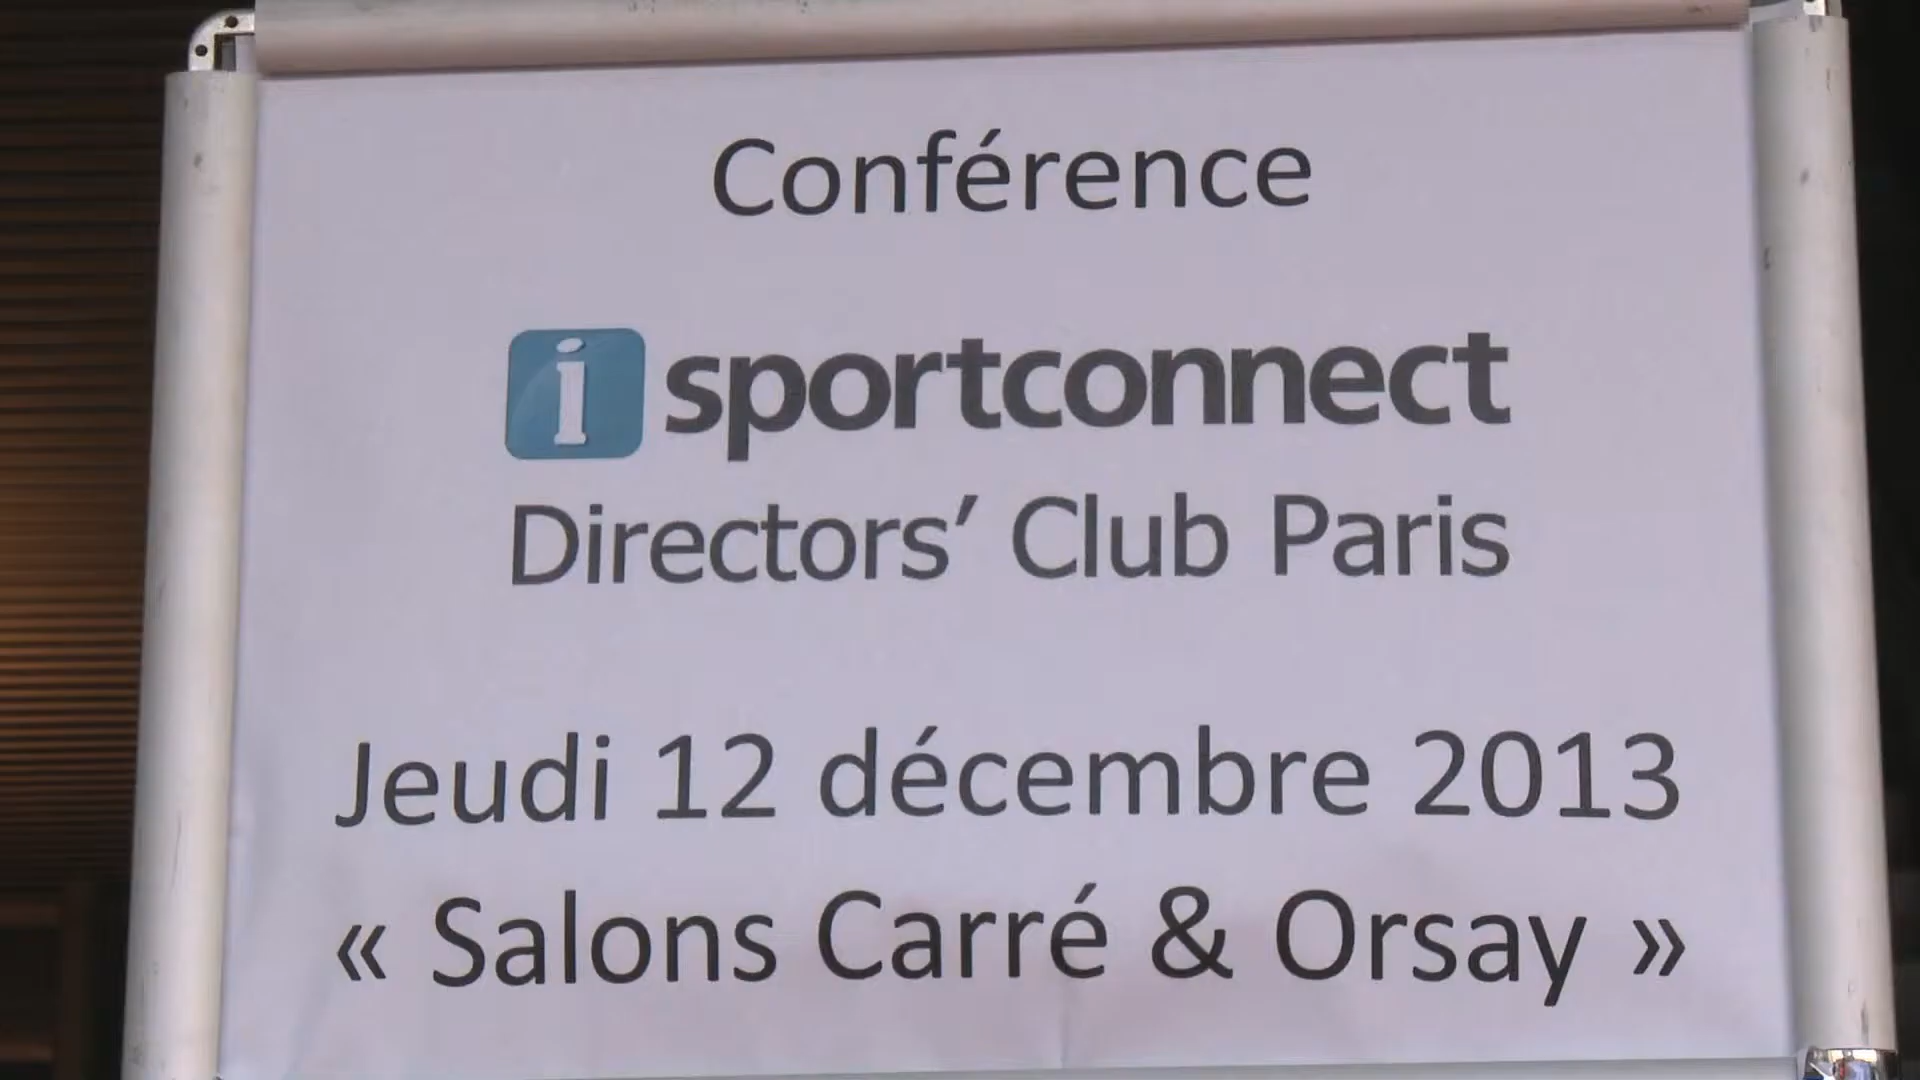 Conférence
i sportconnect
Directors’ Club Paris
Jeudi 12 décembre 2013
« Salons Carré & Orsay »